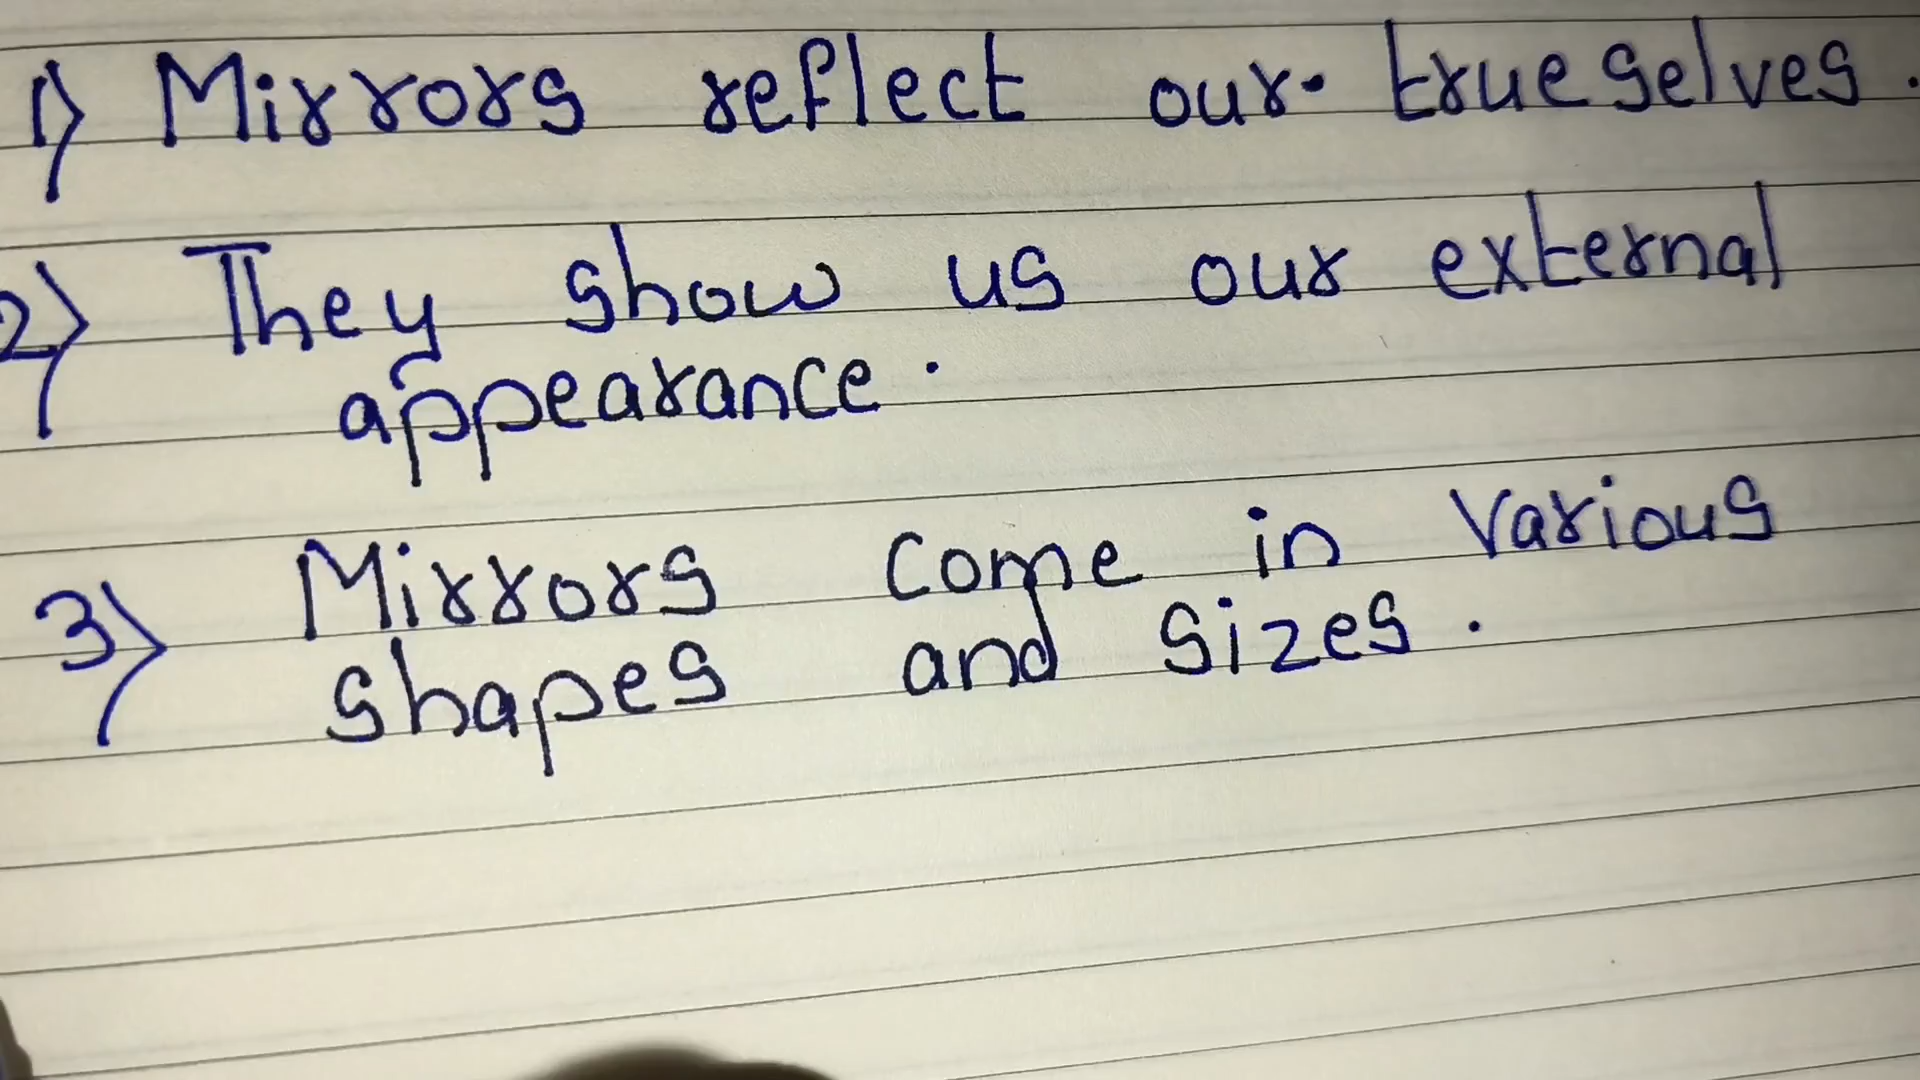 1) Mirrors reflect our. true selves.
2) They show us our external
appearance.
3) Mirrors come in various
shapes and sizes.